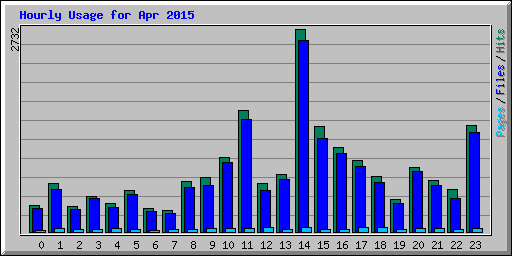 Hourly Usage for Apr 2015
2732
Pages/Files/Hits
0 1 2 3 4 5 6 7 8 9 10 11 12 13 14 15 16 17 18 19 20 21 22 23